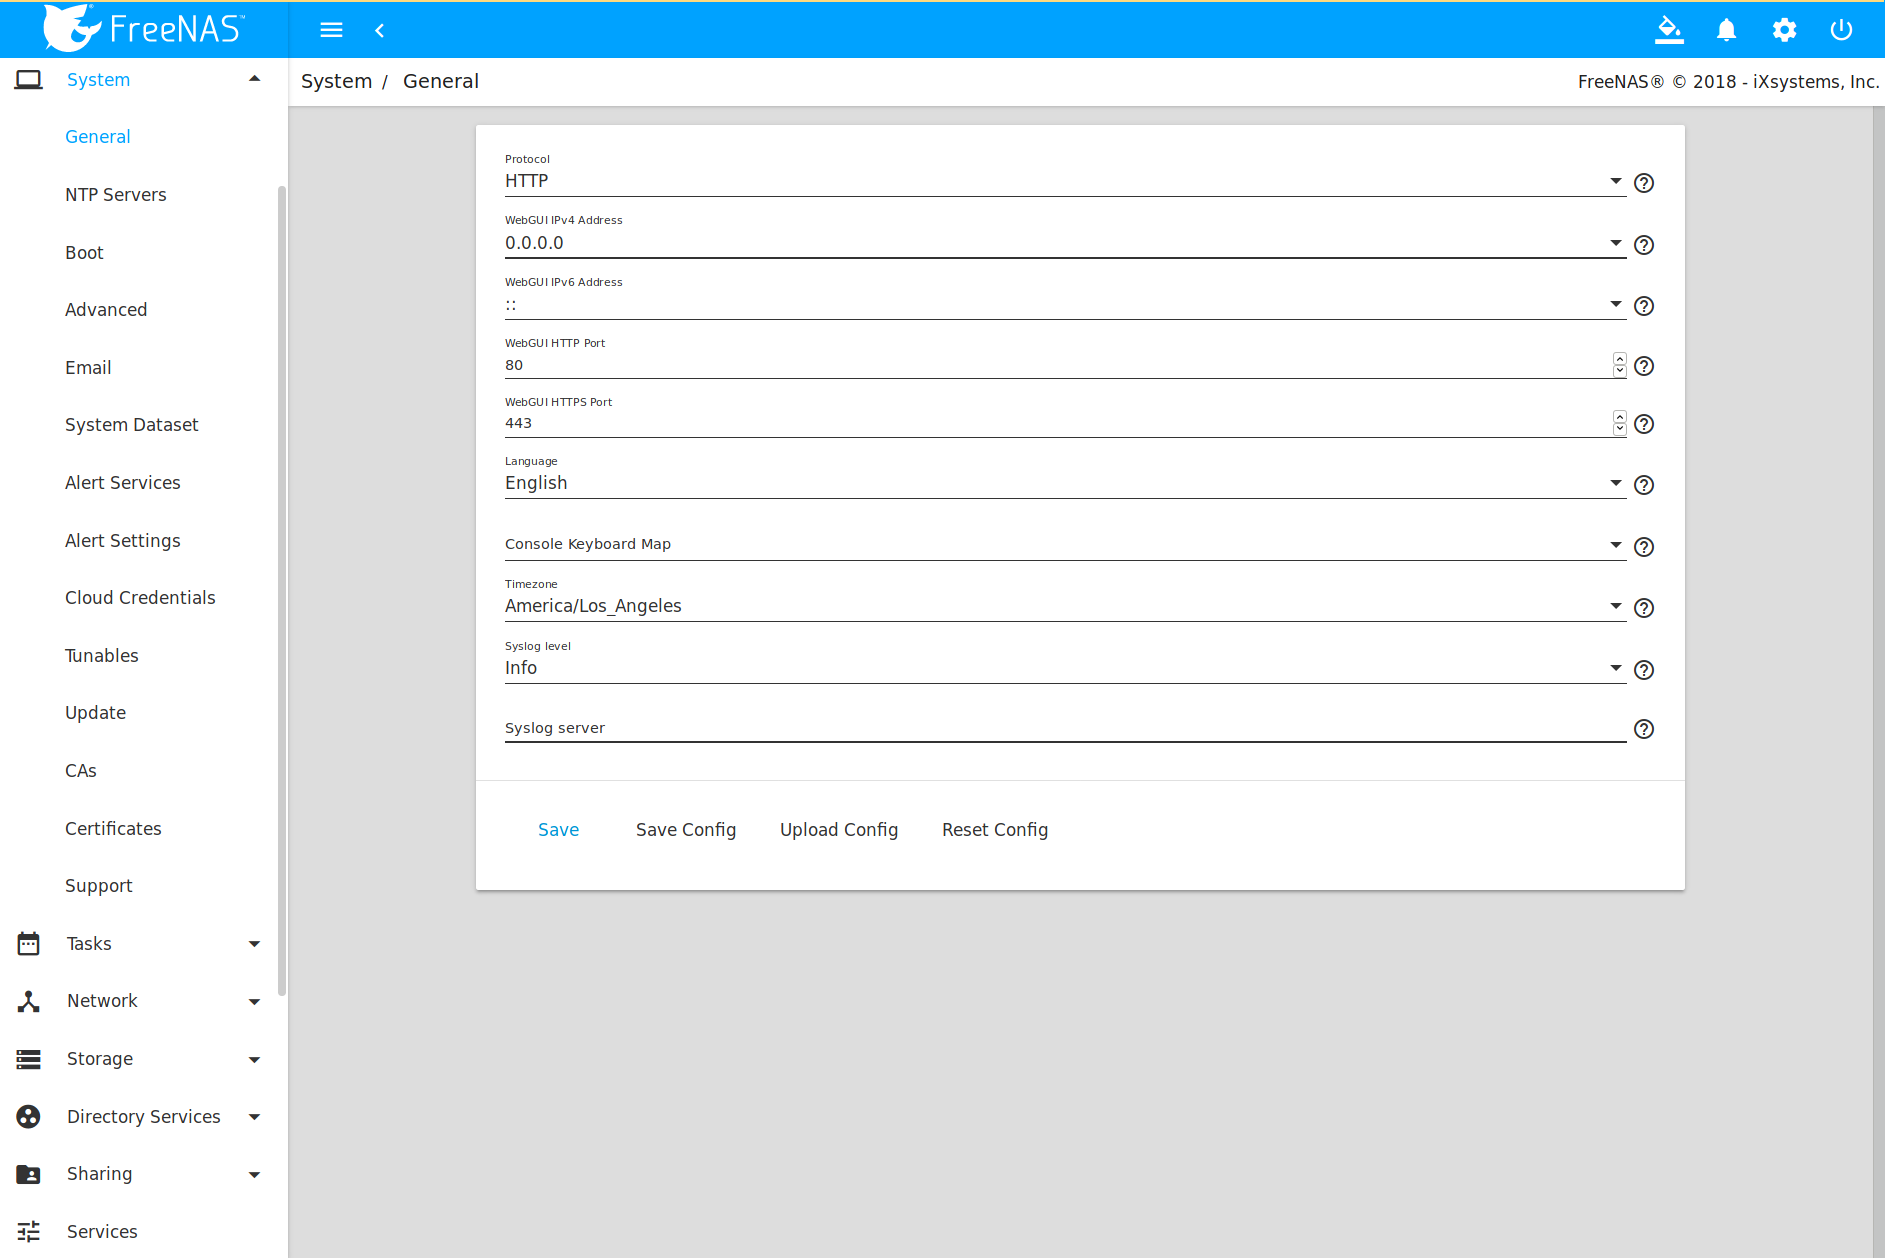 FreeNAS™
System
General
NTP Servers
Boot
Advanced
Email
System Dataset
Alert Services
Alert Settings
Cloud Credentials
Tunables
Update
CAs
Certificates
Support
Tasks
Network
Storage
Directory Services
Sharing
Services
System / General
FreeNAS® © 2018 - iXsystems, Inc.
Protocol
HTTP
WebGUI IPv4 Address
0.0.0.0
WebGUI IPv6 Address
::
WebGUI HTTP Port
80
WebGUI HTTPS Port
443
Language
English
Console Keyboard Map
Timezone
America/Los_Angeles
Syslog level
Info
Syslog server
Save Save Config Upload Config Reset Config